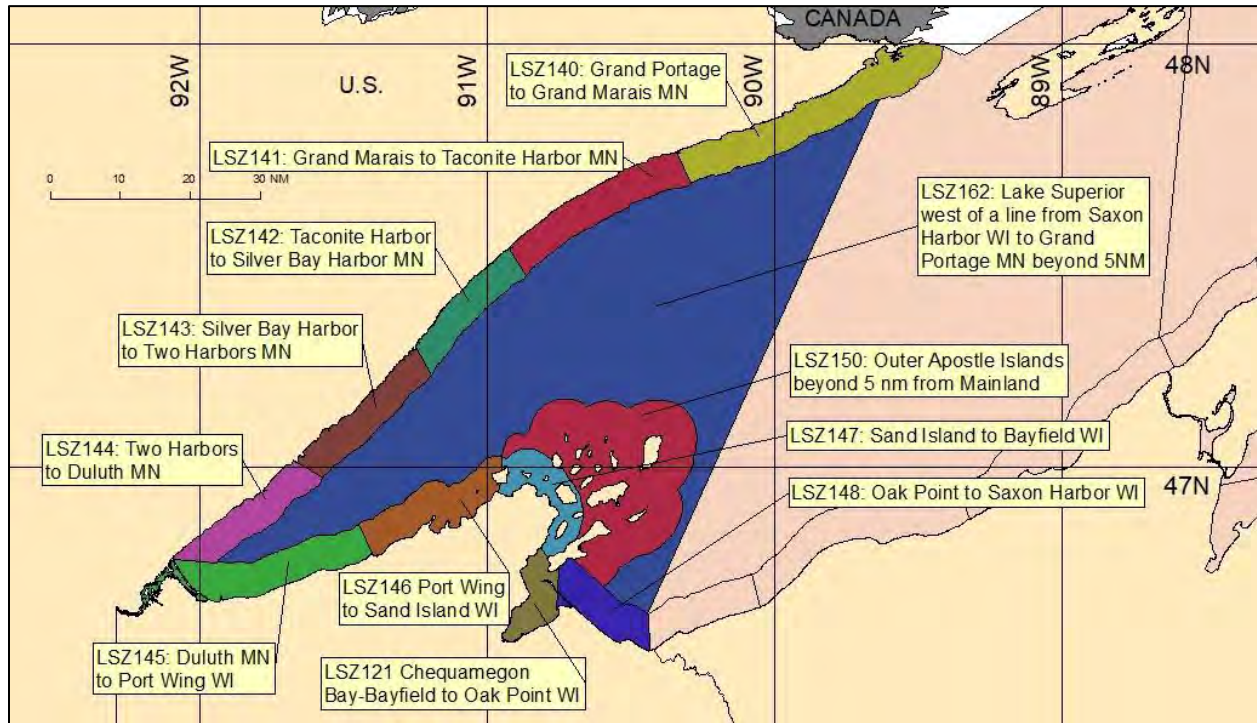 CANADA
92W
91W
90W
89W
48N
U.S.
LSZ140: Grand Portage
to Grand Marais MN
LSZ141: Grand Marais to Taconite Harbor MN
0 10 20 30 NM
LSZ162: Lake Superior
west of a line from Saxon
Harbor WI to Grand
Portage MN beyond 5NM
LSZ142: Taconite Harbor
to Silver Bay Harbor MN
LSZ143: Silver Bay Harbor
to Two Harbors MN
LSZ150: Outer Apostle Islands
beyond 5 nm from Mainland
LSZ147: Sand Island to Bayfield WI
LSZ144: Two Harbors
to Duluth MN
47N
LSZ148: Oak Point to Saxon Harbor WI
LSZ146 Port Wing
to Sand Island WI
LSZ145: Duluth MN
to Port Wing WI
LSZ121 Chequamegon
Bay-Bayfield to Oak Point WI